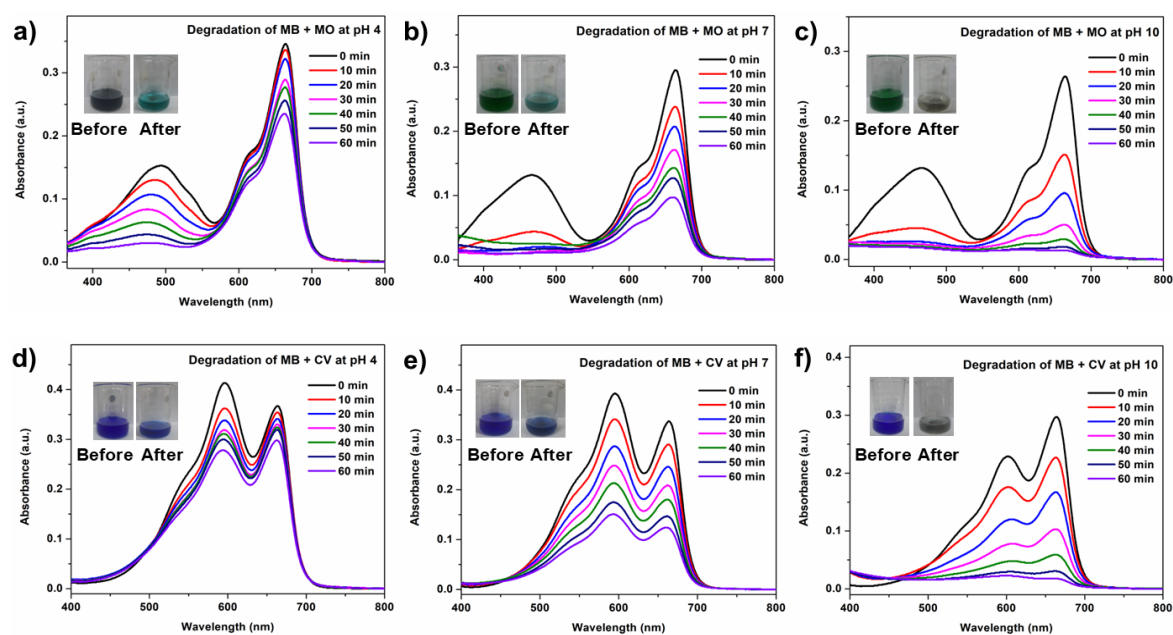 a)
Degradation of MB + MO at pH 4
0 min
10 min
20 min
30 min
40 min
50 min
60 min
Before After
0.3
0.2
0.1
0.0
400 500 600 700 800
Absorbance (a.u.)
Wavelength (nm)
b)
Degradation of MB + MO at pH 7
0 min
10 min
20 min
30 min
40 min
50 min
60 min
Before After
0.3
0.2
0.1
0.0
400 500 600 700 800
Absorbance (a.u.)
Wavelength (nm)
c)
Degradation of MB + MO at pH 10
0 min
10 min
20 min
30 min
40 min
50 min
60 min
Before After
0.3
0.2
0.1
0.0
400 500 600 700 800
Absorbance (a.u.)
Wavelength (nm)
d)
Degradation of MB + CV at pH 4
0 min
10 min
20 min
30 min
40 min
50 min
60 min
Before After
0.5
0.4
0.3
0.2
0.1
0.0
400 500 600 700 800
Absorbance (a.u.)
Wavelength (nm)
e)
Degradation of MB + CV at pH 7
0 min
10 min
20 min
30 min
40 min
50 min
60 min
Before After
0.4
0.3
0.2
0.1
0.0
400 500 600 700 800
Absorbance (a.u.)
Wavelength (nm)
f)
Degradation of MB + CV at pH 10
0 min
10 min
20 min
30 min
40 min
50 min
60 min
Before After
0.4
0.3
0.2
0.1
0.0
400 500 600 700 800
Absorbance (a.u.)
Wavelength (nm)